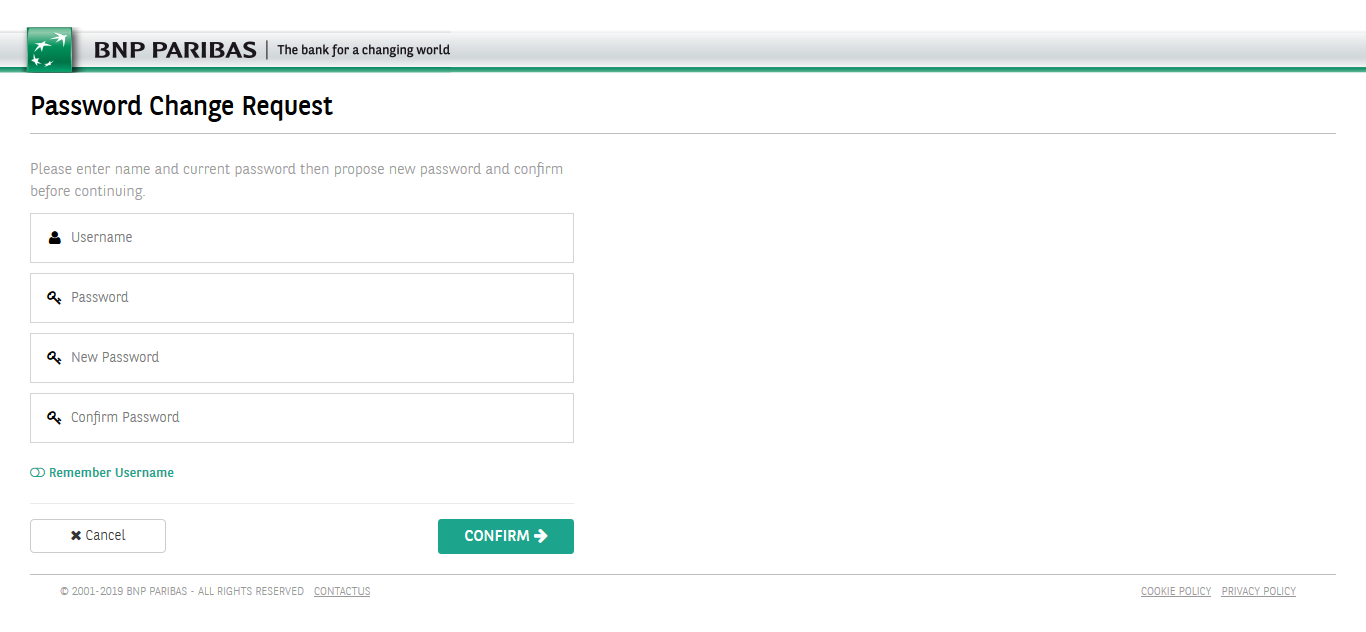 BNP PARIBAS | The bank for a changing world
Password Change Request
Please enter name and current password then propose new password and confirm
before continuing.
Username
Password
New Password
Confirm Password
Remember Username
Cancel
CONFIRM
© 2001-2019 BNP PARIBAS - ALL RIGHTS RESERVED CONTACTUS COOKIE POLICY PRIVACY POLICY